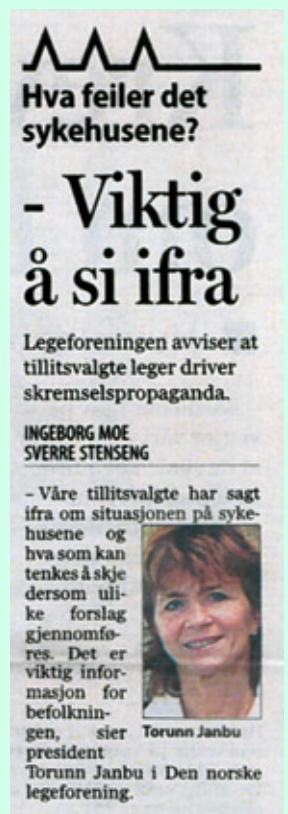 Hva feiler det
sykehusene?
- Viktig
å si ifra
Legeforeningen avviser at
tillitsvalgte leger driver
skremselspropaganda.
INGEBORG MOE
SVERRE STENSENG
– Våre tillitsvalgte har sagt
ifra om situasjonen på syke-
husene og
hva som kan
tenkes å skje
dersom uli-
ke forslag
gjennomfø-
res. Det er
viktig infor-
masjon for
befolknin-
gen, sier
president
Torunn Janbu i Den norske
legeforening.
Torunn Janbu